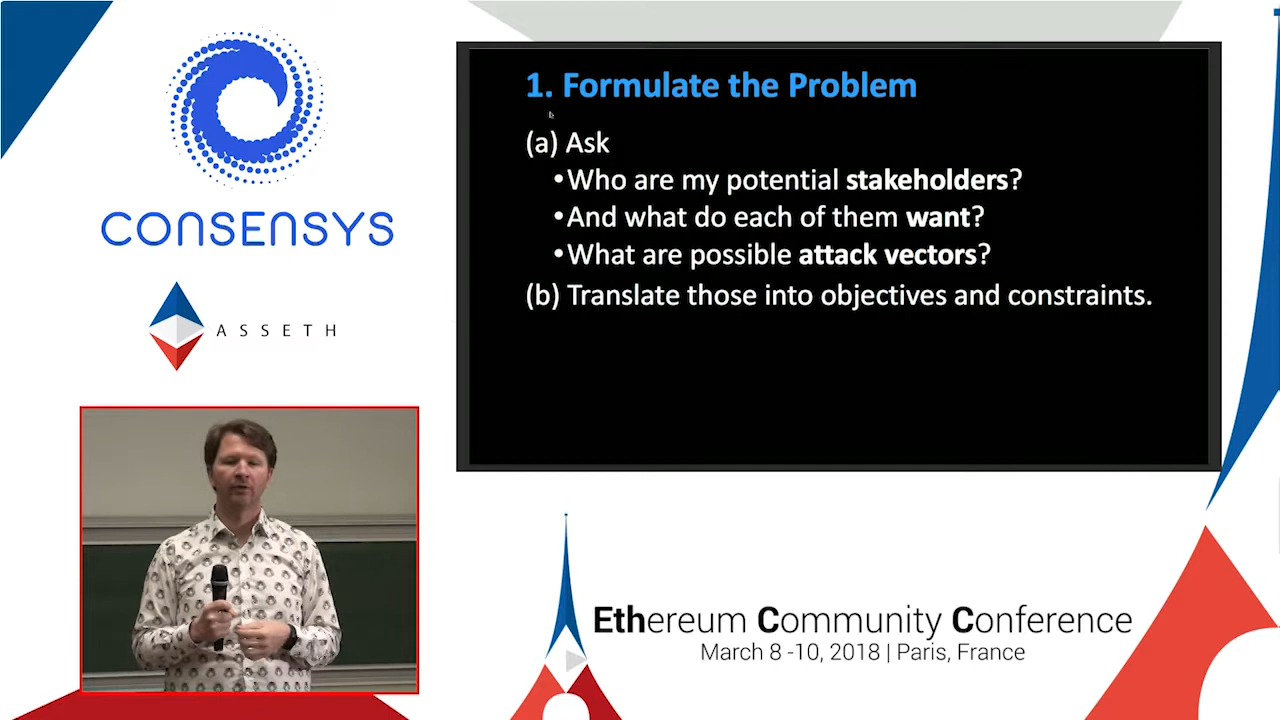 CONSENSYS
ASSETH
1. Formulate the Problem
(a) Ask
•Who are my potential stakeholders?
•And what do each of them want?
•What are possible attack vectors?
(b) Translate those into objectives and constraints.
Ethereum Community Conference
March 8 -10, 2018 | Paris, France